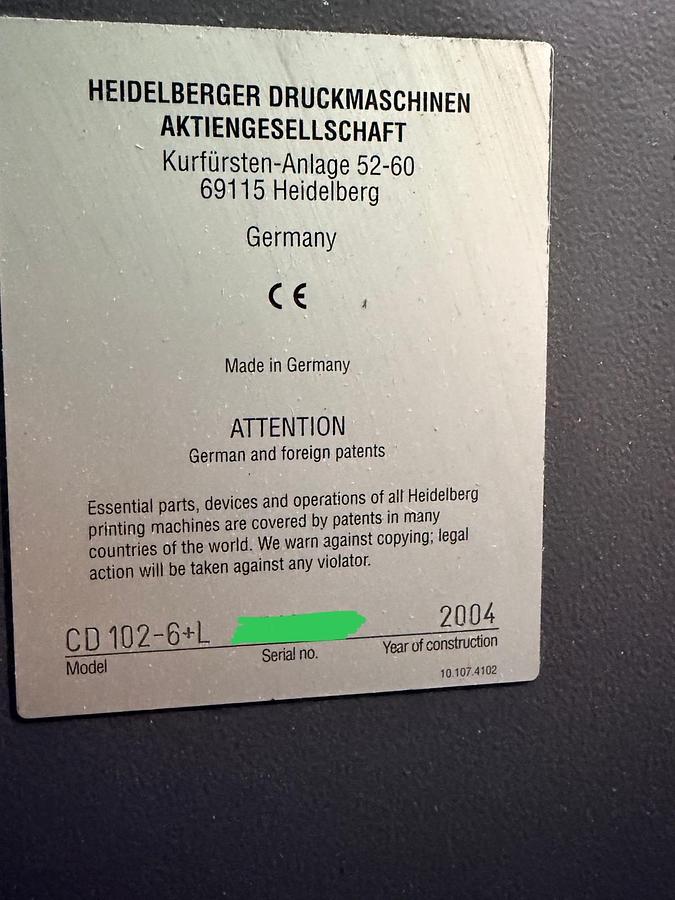 HEIDELBERGER DRUCKMASCHINEN
AKTIENGESELLSCHAFT
Kurfürsten-Anlage 52-60
69115 Heidelberg
Germany
CE
Made in Germany
ATTENTION
German and foreign patents
Essential parts, devices and operations of all Heidelberg
printing machines are covered by patents in many
countries of the world. We warn against copying; legal
action will be taken against any violator.
CD 102-6+L 2004
Model Serial no. Year of construction
10.107.4102